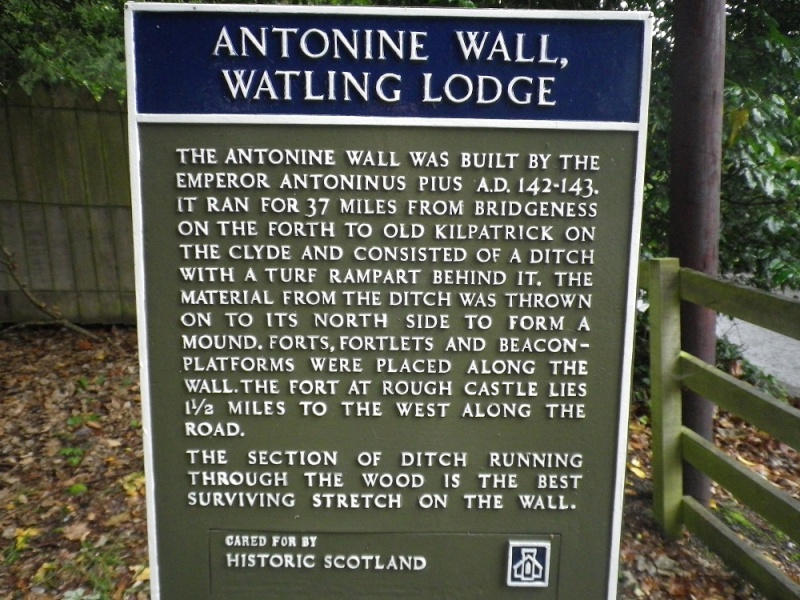 ANTONINE WALL,
WATLING LODGE
THE ANTONINE WALL WAS BUILT BY THE
EMPEROR ANTONINUS PIUS A.D. 142-143.
IT RAN FOR 37 MILES FROM BRIDGENESS
ON THE FORTH TO OLD KILPATRICK ON
THE CLYDE AND CONSISTED OF A DITCH
WITH A TURF RAMPART BEHIND IT. THE
MATERIAL FROM THE DITCH WAS THROWN
ON TO ITS NORTH SIDE TO FORM A
MOUND. FORTS, FORTLETS AND BEACON-
PLATFORMS WERE PLACED ALONG THE
WALL. THE FORT AT ROUGH CASTLE LIES
1½ MILES TO THE WEST ALONG THE
ROAD.
THE SECTION OF DITCH RUNNING
THROUGH THE WOOD IS THE BEST
SURVIVING STRETCH ON THE WALL.
CARED FOR BY
HISTORIC SCOTLAND